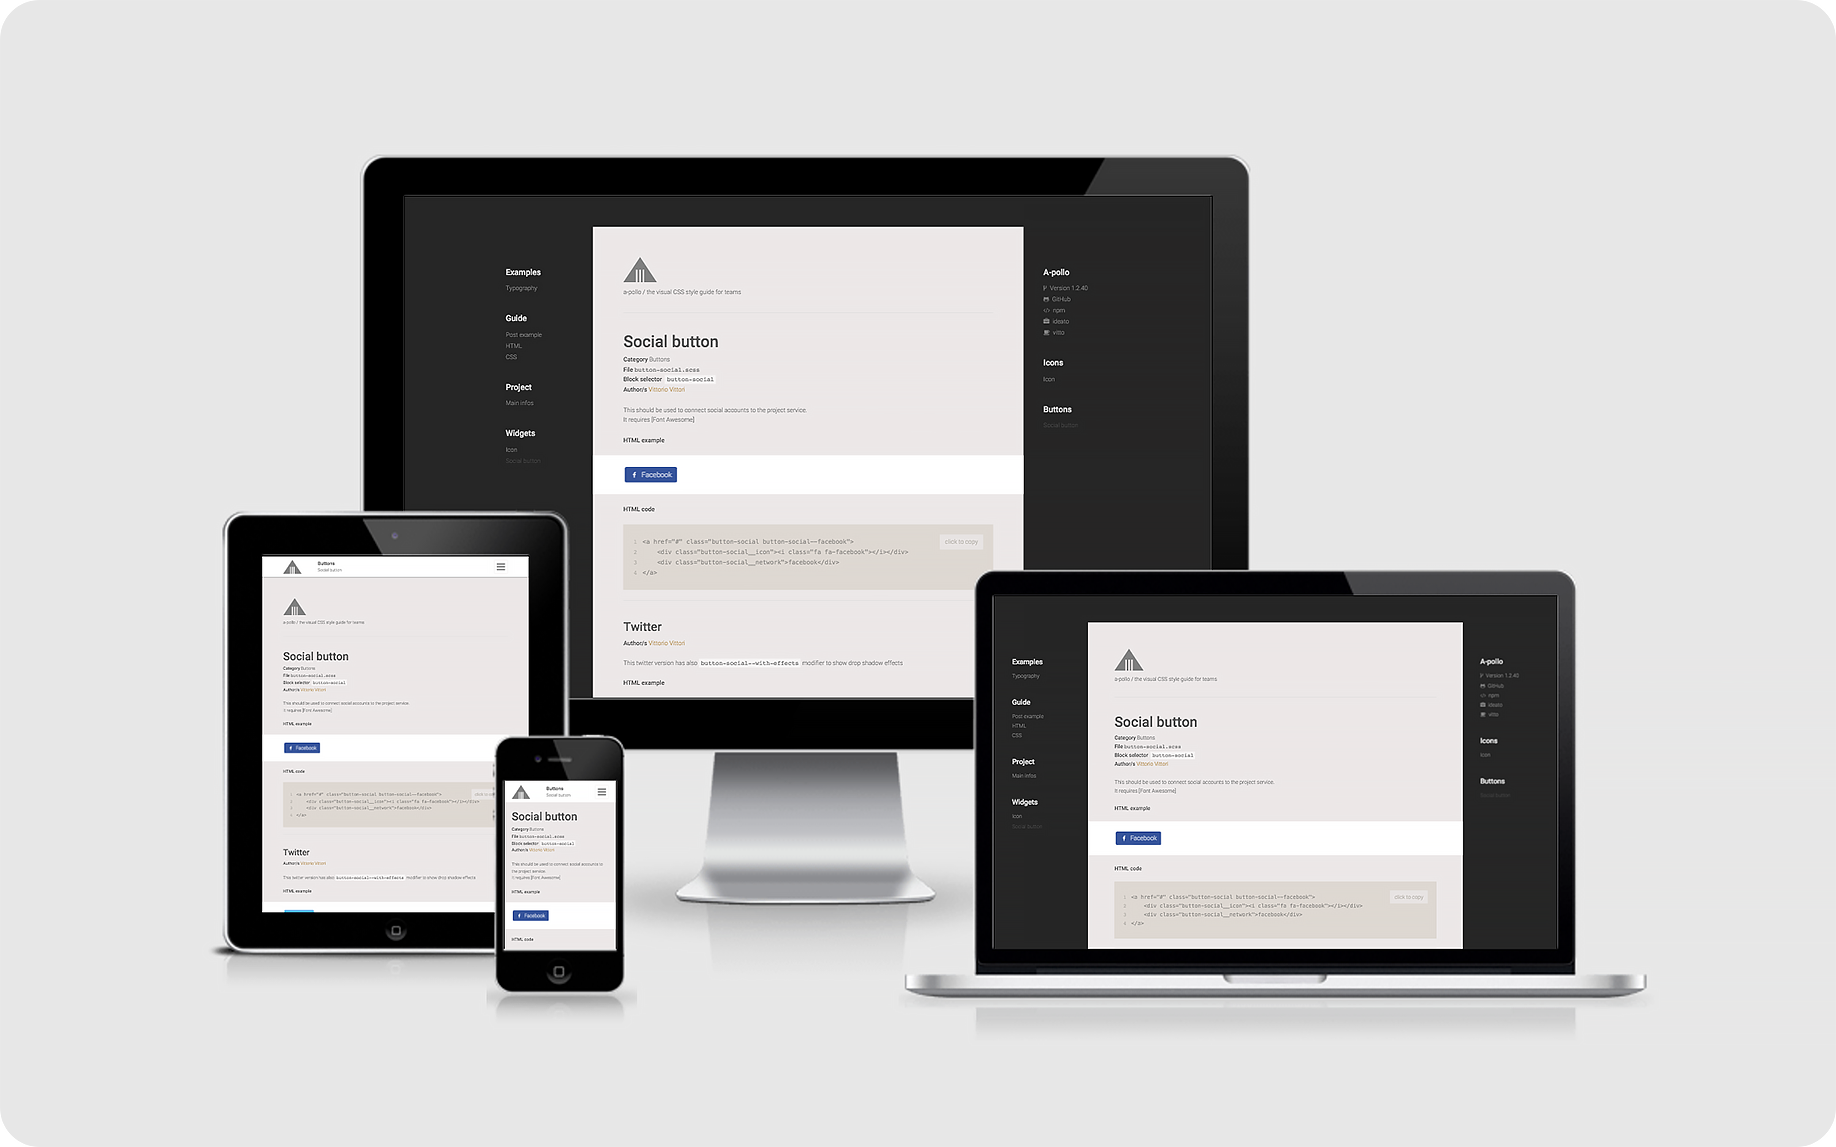 Examples
Typography
Guide
Post example
HTML
CSS
Project
Main infos
Widgets
Icon
Social button
a-pollo / the visual CSS style guide for teams
Social button
Category Buttons
File button-social.scss
Block selector button-social
Author/s Vittorio Vittori
This should be used to connect social accounts to the project service.
It requires [Font Awesome]
HTML example
Facebook
HTML code
click to copy
1 <a href="#" class="button-social button-social--facebook">
2 <div class="button-social__icon"><i class="fa fa-facebook"></i></div>
3 <div class="button-social__network">facebook</div>
4 </a>
Twitter
Author/s Vittorio Vittori
This twitter version has also button-social--with-effects modifier to show drop shadow effects
HTML example
A-pollo
Version 1.2.40
GitHub
npm
ideato
vitto
Icons
Icon
Buttons
Social button
Buttons
Social button
a-pollo / the visual CSS style guide for teams
Social button
Category Buttons
File button-social.scss
Block selector button-social
Author/s Vittorio Vittori
This should be used to connect social accounts to the project service.
It requires [Font Awesome]
HTML example
Facebook
HTML code
click to
1 <a href="#" class="button-social button-social--facebook">
2 <div class="button-social__icon"><i class="fa fa-facebook"></i></div>
3 <div class="button-social__network">facebook</div>
4 </a>
Twitter
Author/s Vittorio Vittori
This twitter version has also button-social--with-effects modifier to show drop shadow effects
HTML example
Buttons
Social button
Social button
Category Buttons
File button-social.scss
Block selector button-social
Author/s Vittorio Vittori
This should be used to connect social accounts to
the project service.
It requires [Font Awesome]
HTML example
Facebook
HTML code
Examples
Typography
Guide
Post example
HTML
CSS
Project
Main infos
Widgets
Icon
Social button
a-pollo / the visual CSS style guide for teams
Social button
Category Buttons
File button-social.scss
Block selector button-social
Author/s Vittorio Vittori
This should be used to connect social accounts to the project service.
It requires [Font Awesome]
HTML example
Facebook
HTML code
click to copy
1 <a href="#" class="button-social button-social--facebook">
2 <div class="button-social__icon"><i class="fa fa-facebook"></i></div>
3 <div class="button-social__network">facebook</div>
4 </a>
A-pollo
Version 1.2.40
GitHub
npm
ideato
vitto
Icons
Icon
Buttons
Social button